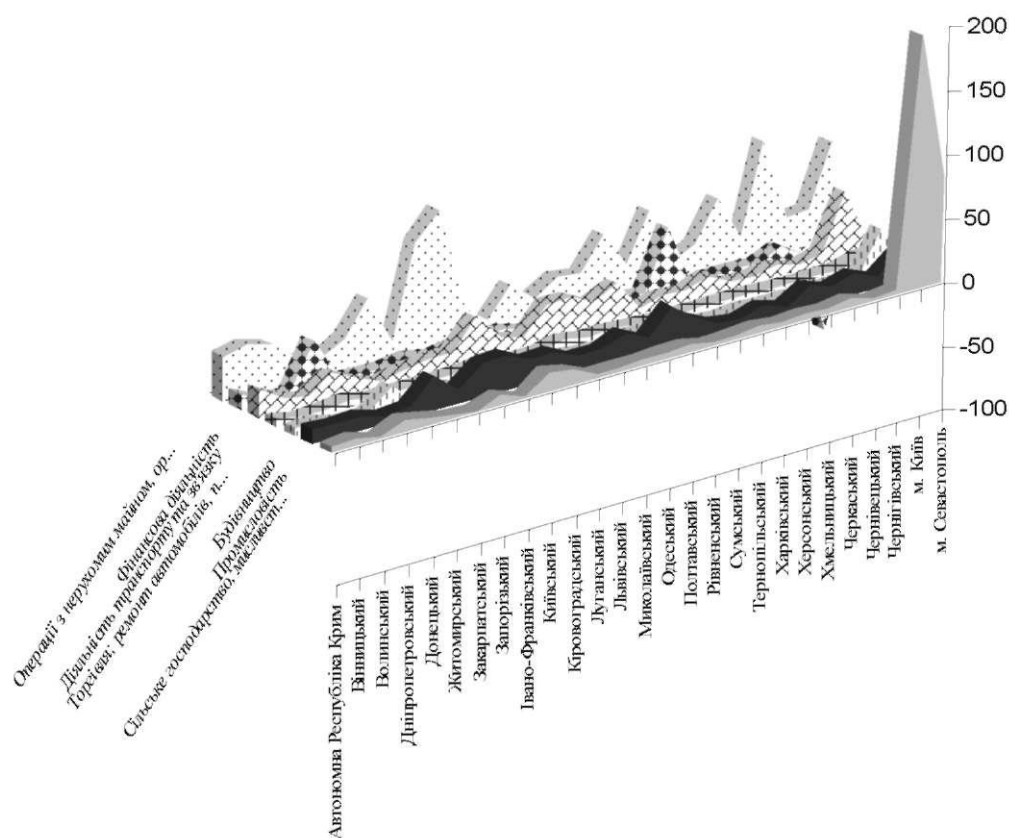 200
150
100
50
0
-50
-100
Операції з нерухомим майном, ор...
Фінансова діяльність
Діяльність транспорту та зв'язку
Торгівля; ремонт автомобілів, п...
Будівництво
Промисловість
Сільське господарство, мисливст...
Автономна Республіка Крим
Вінницький
Волинський
Дніпропетровський
Донецький
Житомирський
Закарпатський
Запорізький
Івано-Франківський
Київський
Кіровоградський
Луганський
Львівський
Миколаївський
Одеський
Полтавський
Рівненський
Сумський
Тернопільський
Харківський
Херсонський
Хмельницький
Черкаський
Чернівецький
Чернігівський
м. Київ
м. Севастополь